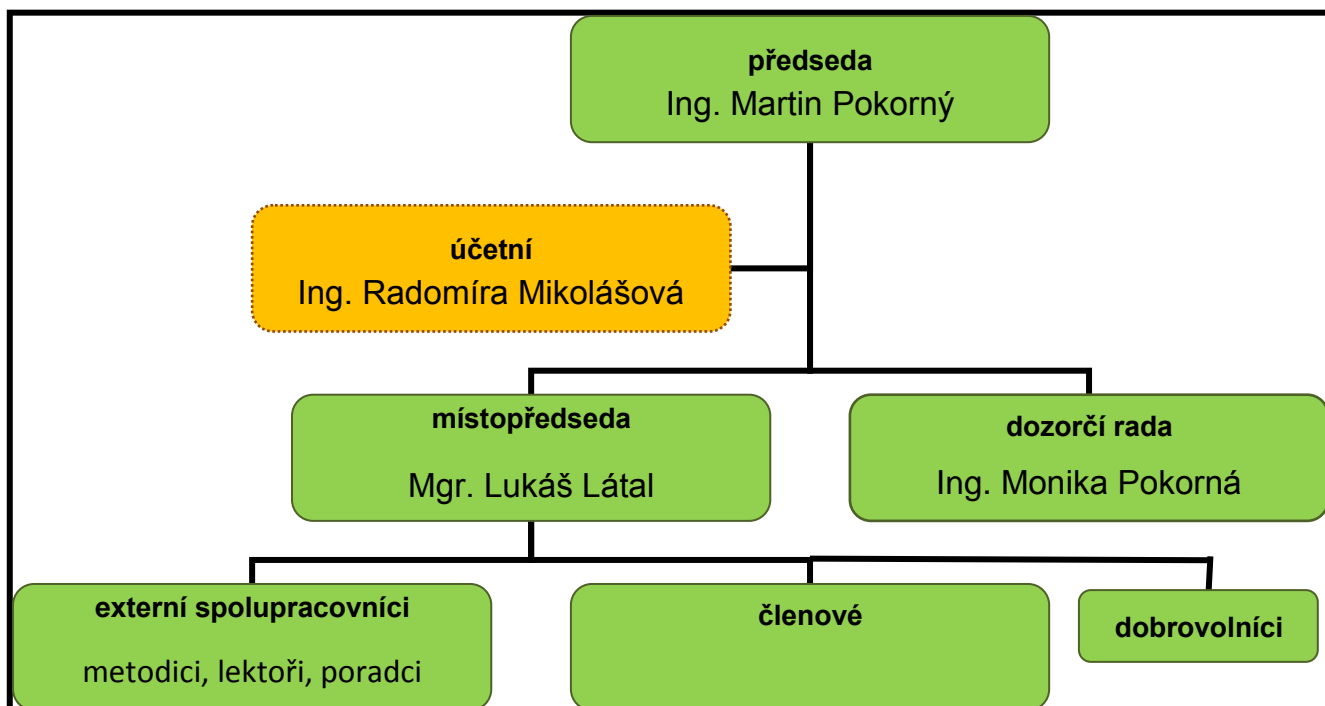 předseda
Ing. Martin Pokorný
účetní
Ing. Radomíra Mikolášová
místopředseda
Mgr. Lukáš Látal
dozorčí rada
Ing. Monika Pokorná
externí spolupracovníci
metodici, lektoři, poradci
členové
dobrovolníci